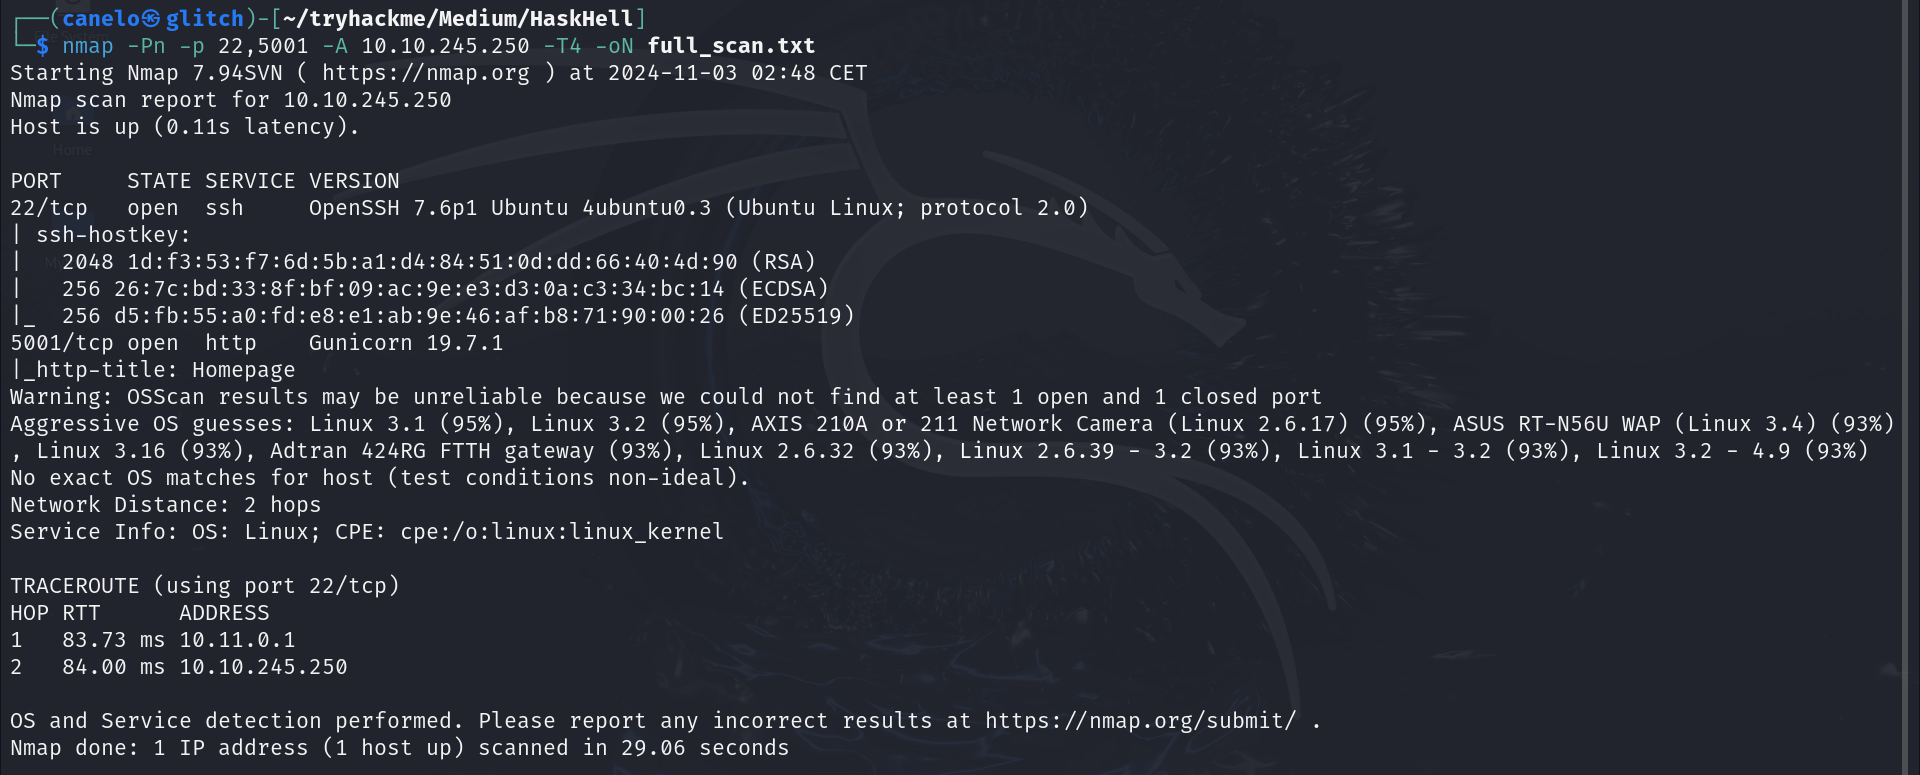 ┌──(canelo㉿glitch)-[~/tryhackme/Medium/HaskHell]
└─$ nmap -Pn -p 22,5001 -A 10.10.245.250 -T4 -oN full_scan.txt
Starting Nmap 7.94SVN ( https://nmap.org ) at 2024-11-03 02:48 CET
Nmap scan report for 10.10.245.250
Host is up (0.11s latency).
Home

PORT     STATE SERVICE VERSION
22/tcp   open  ssh     OpenSSH 7.6p1 Ubuntu 4ubuntu0.3 (Ubuntu Linux; protocol 2.0)
| ssh-hostkey:
|   2048 1d:f3:53:f7:6d:5b:a1:d4:84:51:0d:dd:66:40:4d:90 (RSA)
|   256 26:7c:bd:33:8f:bf:09:ac:9e:e3:d3:0a:c3:34:bc:14 (ECDSA)
|_  256 d5:fb:55:a0:fd:e8:e1:ab:9e:46:af:b8:71:90:00:26 (ED25519)
5001/tcp open  http    Gunicorn 19.7.1
|_http-title: Homepage
Warning: OSScan results may be unreliable because we could not find at least 1 open and 1 closed port
Aggressive OS guesses: Linux 3.1 (95%), Linux 3.2 (95%), AXIS 210A or 211 Network Camera (Linux 2.6.17) (95%), ASUS RT-N56U WAP (Linux 3.4) (93%)
, Linux 3.16 (93%), Adtran 424RG FTTH gateway (93%), Linux 2.6.32 (93%), Linux 2.6.39 - 3.2 (93%), Linux 3.1 - 3.2 (93%), Linux 3.2 - 4.9 (93%)
No exact OS matches for host (test conditions non-ideal).
Network Distance: 2 hops
Service Info: OS: Linux; CPE: cpe:/o:linux:linux_kernel

TRACEROUTE (using port 22/tcp)
HOP RTT      ADDRESS
1   83.73 ms 10.11.0.1
2   84.00 ms 10.10.245.250

OS and Service detection performed. Please report any incorrect results at https://nmap.org/submit/ .
Nmap done: 1 IP address (1 host up) scanned in 29.06 seconds